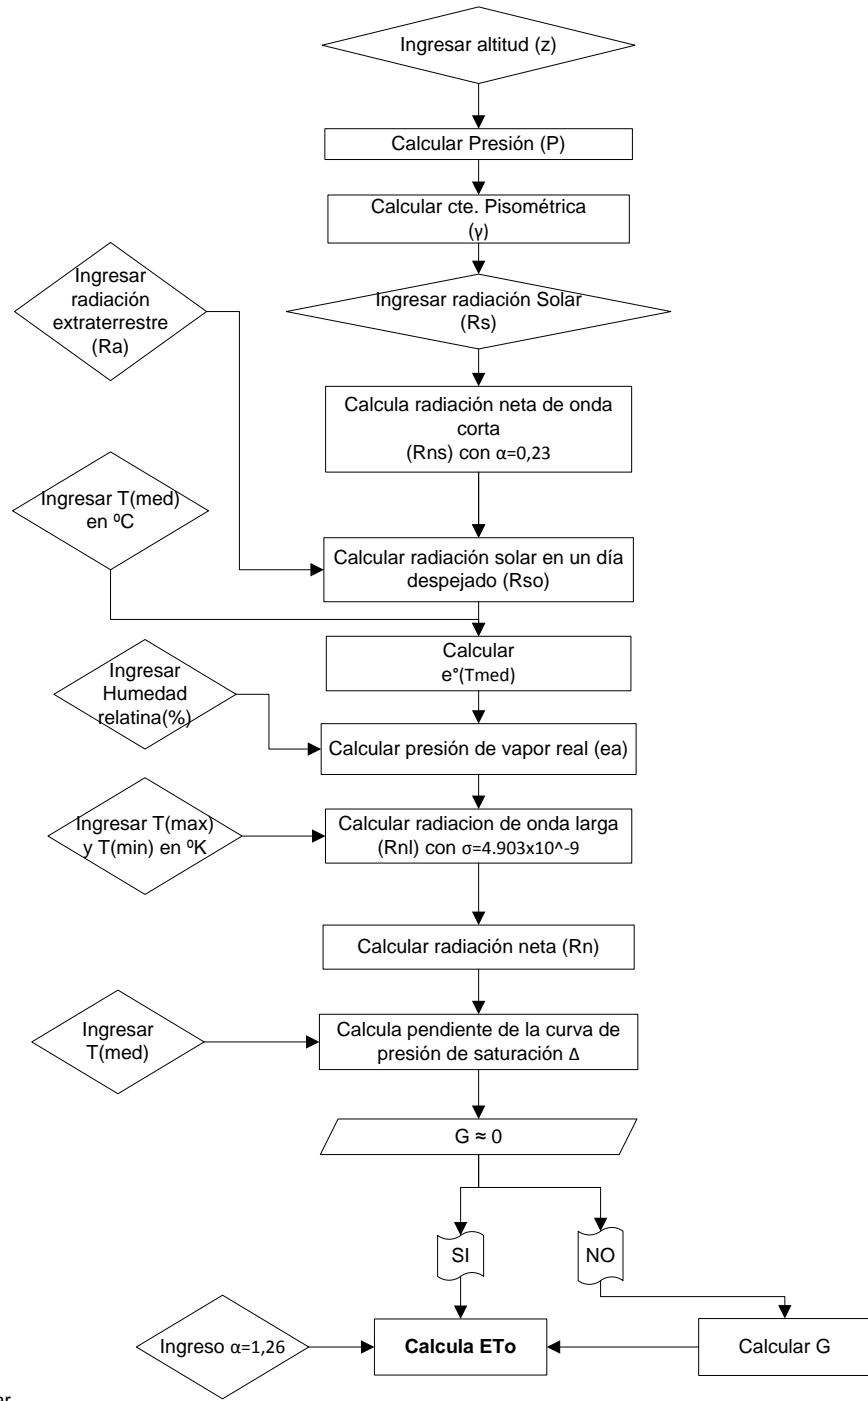 Ingresar altitud (z)
Calcular Presión (P)
Calcular cte. Pisométrica
(γ)
Ingresar
radiación
extraterrestre
(Ra)
Ingresar radiación Solar
(Rs)
Calcula radiación neta de onda
corta
(Rns) con α=0,23
Ingresar T(med)
en ºC
Calcular radiación solar en un día
despejado (Rso)
Calcular
e°(Tmed)
Ingresar
Humedad
relatina(%)
Calcular presión de vapor real (ea)
Ingresar T(max)
y T(min) en ºK
Calcular radiacion de onda larga
(Rnl) con σ=4.903x10^-9
Calcular radiación neta (Rn)
Ingresar
T(med)
Calcula pendiente de la curva de
presión de saturación Δ
G ≈ 0
SI
NO
Ingreso α=1,26
Calcula ETo
Calcular G